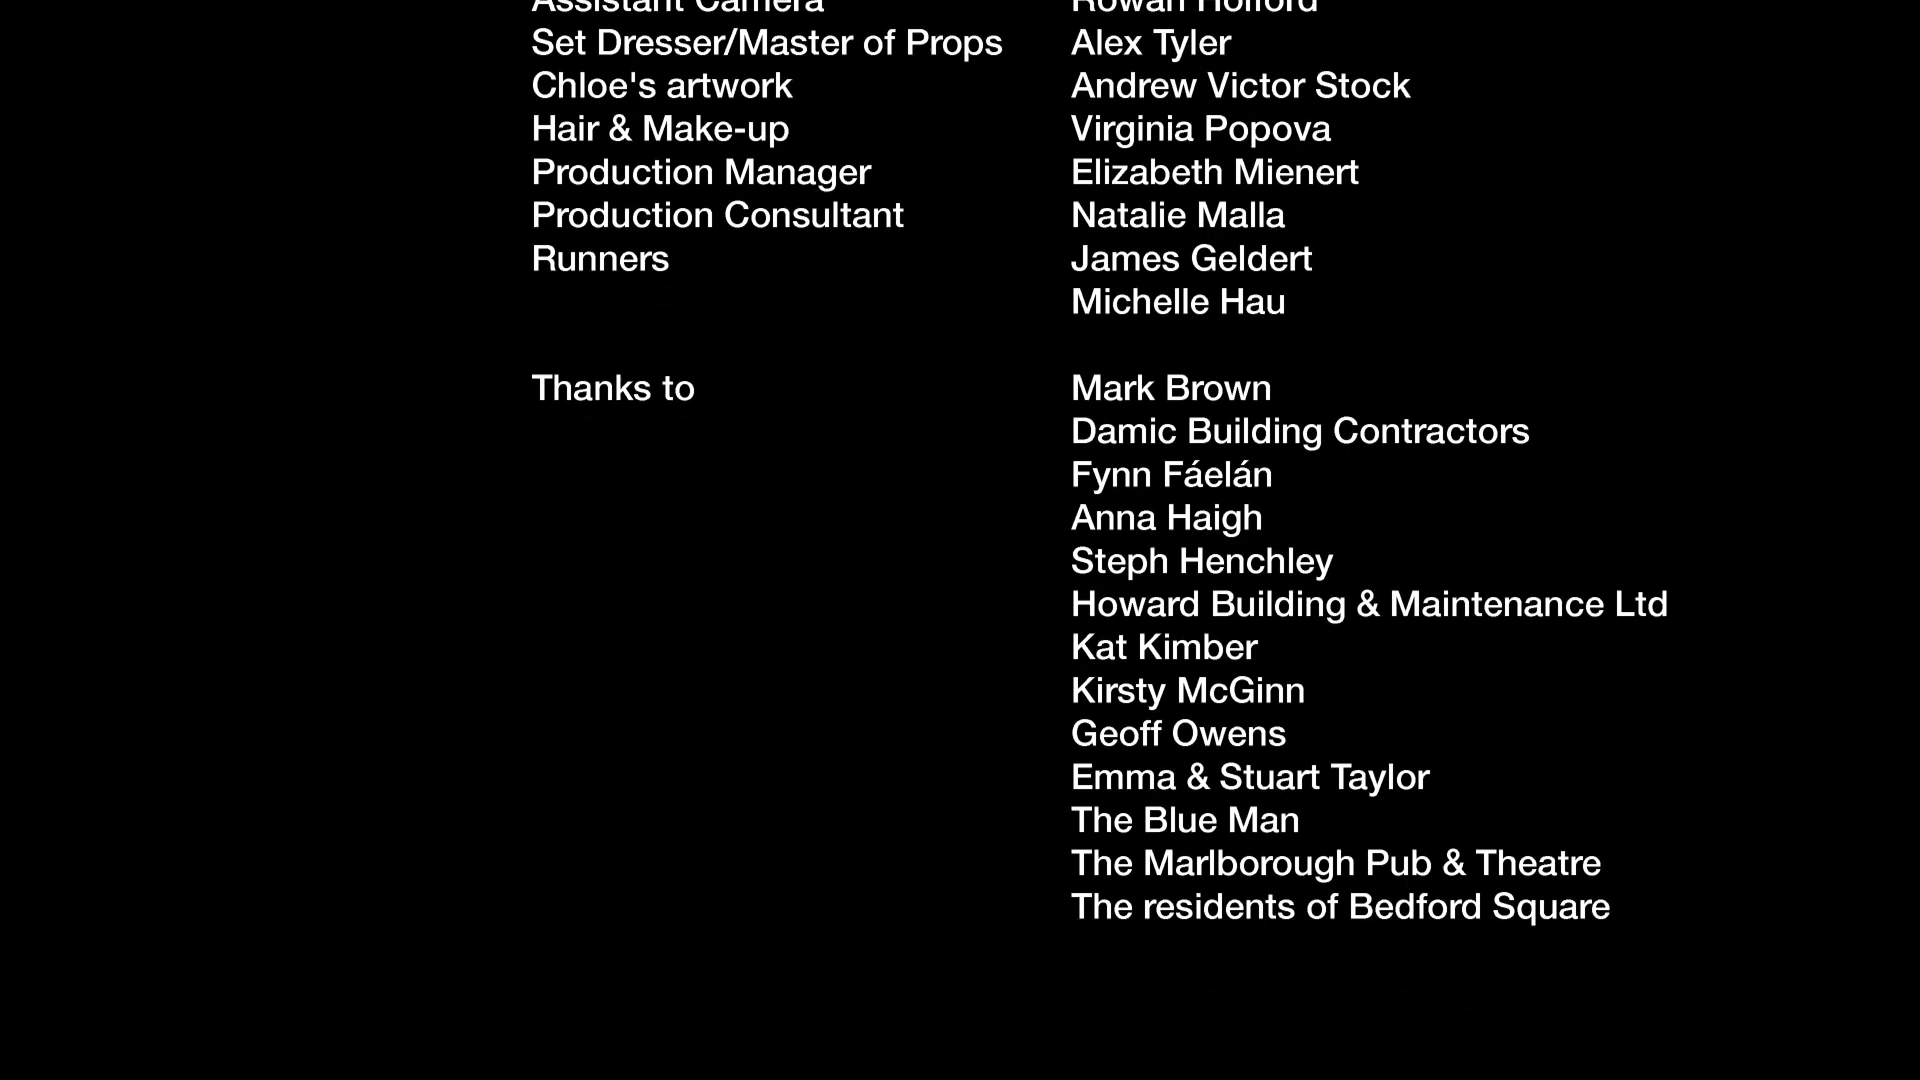 Assistant Camera Rowan Holford
Set Dresser/Master of Props Alex Tyler
Chloe's artwork Andrew Victor Stock
Hair & Make-up Virginia Popova
Production Manager Elizabeth Mienert
Production Consultant Natalie Malla
Runners James Geldert
Michelle Hau
Thanks to Mark Brown
Damic Building Contractors
Fynn Fáelán
Anna Haigh
Steph Henchley
Howard Building & Maintenance Ltd
Kat Kimber
Kirsty McGinn
Geoff Owens
Emma & Stuart Taylor
The Blue Man
The Marlborough Pub & Theatre
The residents of Bedford Square